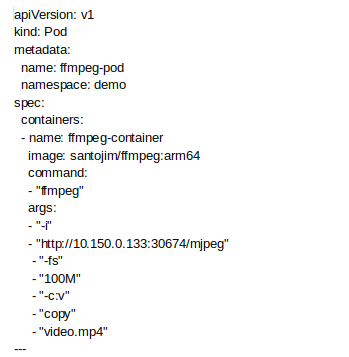 apiVersion: v1
kind: Pod
metadata:
  name: ffmpeg-pod
  namespace: demo
spec:
  containers:
  - name: ffmpeg-container
    image: santojim/ffmpeg:arm64
    command:
    - "ffmpeg"
    args:
    - "-i"
    - "http://10.150.0.133:30674/mjpeg"
     - "-fs"
     - "100M"
     - "-c:v"
     - "copy"
     - "video.mp4"
---